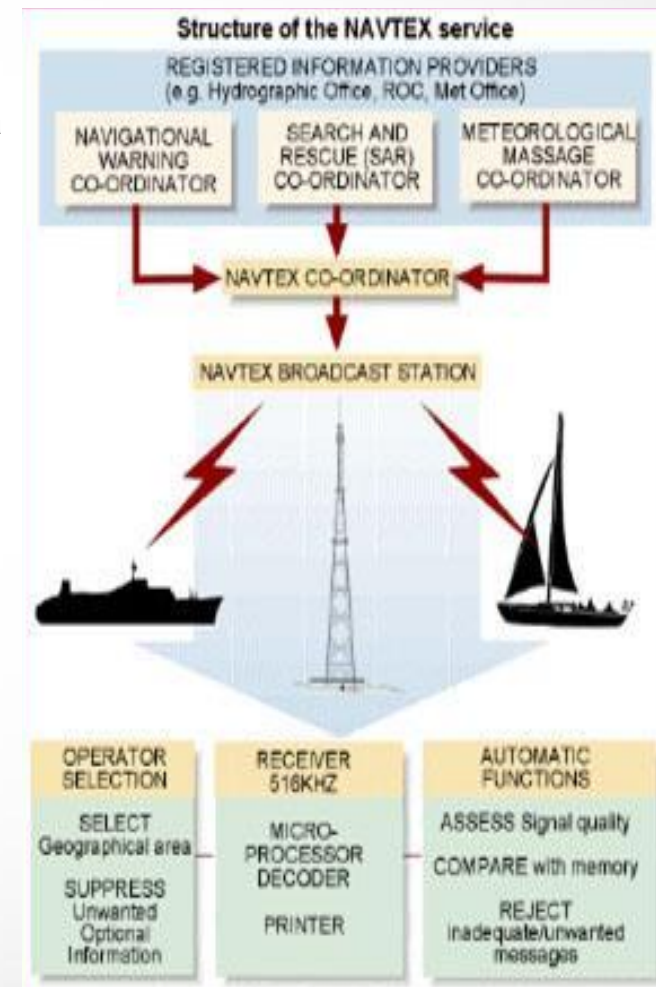 Structure of the NAVTEX service
REGISTERED INFORMATION PROVIDERS
(e.g. Hydrographic Office, ROC, Met Office)
NAVIGATIONAL
WARNING
CO-ORDINATOR
SEARCH AND
RESCUE (SAR)
CO-ORDINATOR
METEOROLOGICAL
MASSAGE
CO-ORDINATOR
NAVTEX CO-ORDINATOR
NAVTEX BROADCAST STATION
OPERATOR
SELECTION
SELECT
Geographical area
SUPPRESS
Unwanted
Optional
Information
RECEIVER
516KHZ
MICRO-
PROCESSOR
DECODER
PRINTER
AUTOMATIC
FUNCTIONS
ASSESS Signal quality
COMPARE with memory
REJECT
inadequate/unwanted
messages